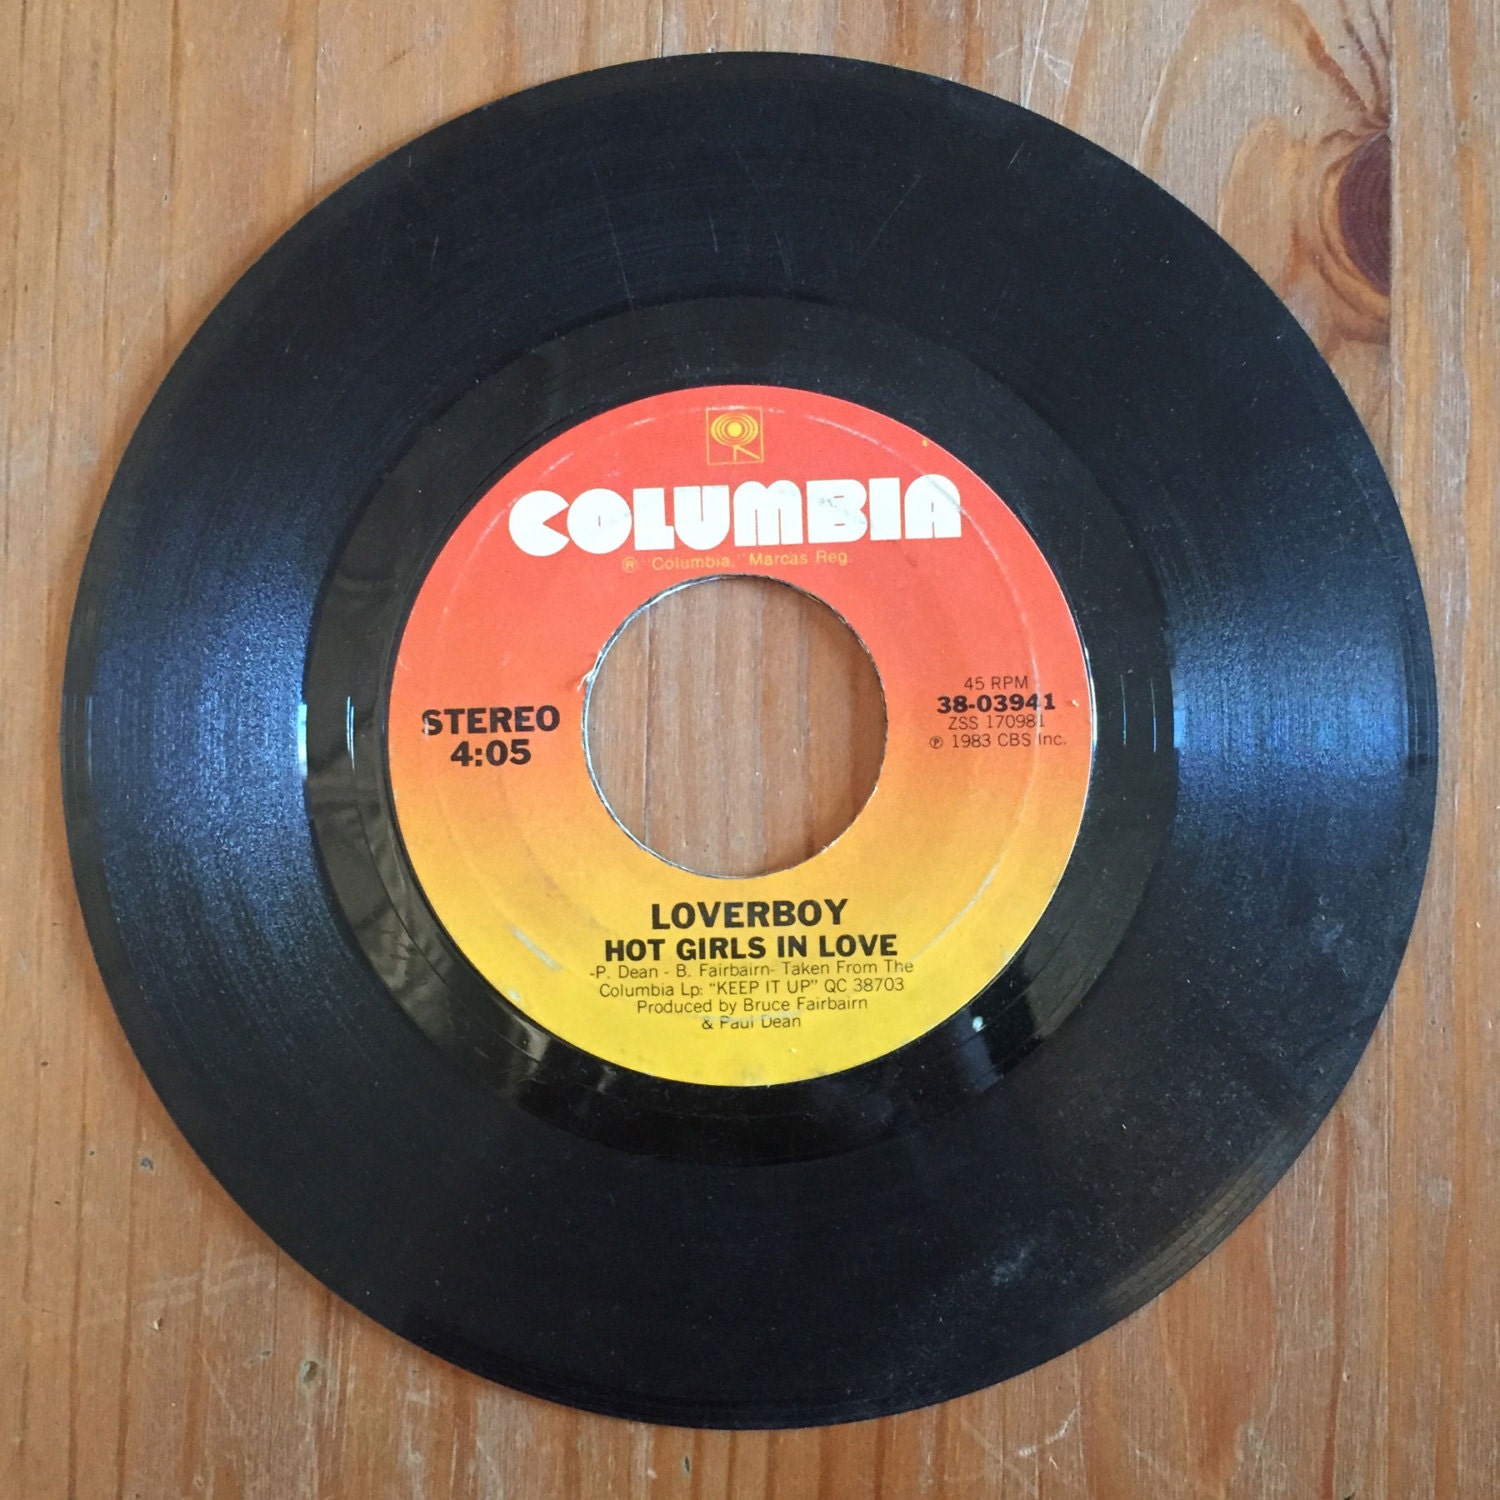 COLUMBIA
® "Columbia," Marcas Reg.
STEREO
4:05
45 RPM
38-03941
ZSS 170981
℗ 1983 CBS Inc.
LOVERBOY
HOT GIRLS IN LOVE
-P. Dean - B. Fairbairn- Taken From The
Columbia Lp: "KEEP IT UP" QC 38703
Produced by Bruce Fairbairn
& Paul Dean